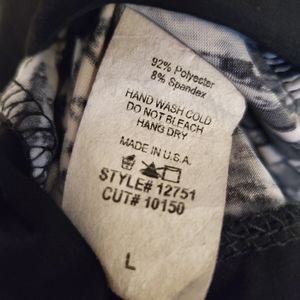 92% Polyester
8% Spandex
HAND WASH COLD
DO NOT BLEACH
HANG DRY
MADE IN U.S.A.
STYLE# 12751
CUT# 10150
L